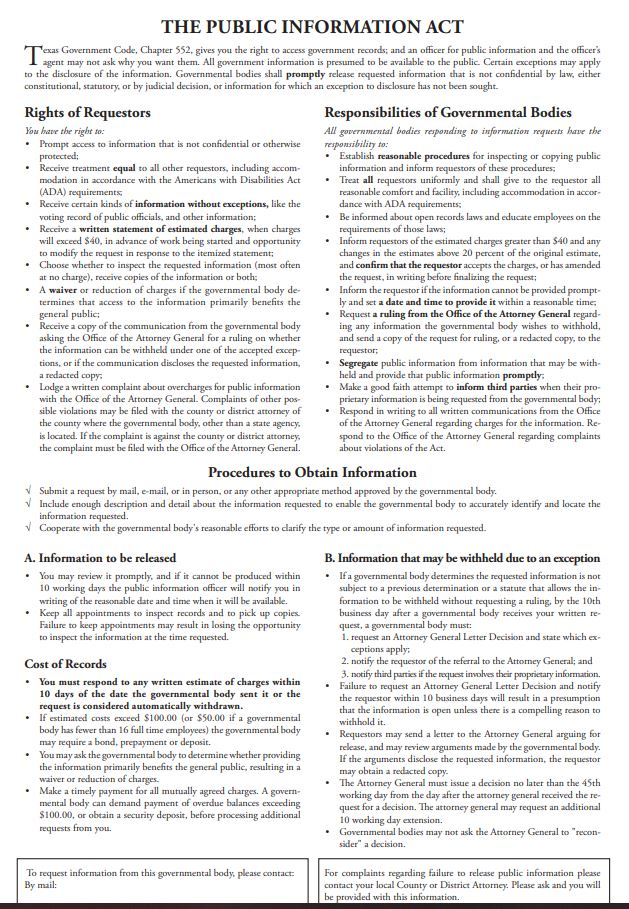 THE PUBLIC INFORMATION ACT
Texas Government Code, Chapter 552, gives you the right to access government records; and an officer for public information and the officer's
agent may not ask why you want them. All government information is presumed to be available to the public. Certain exceptions may apply
to the disclosure of the information. Governmental bodies shall promptly release requested information that is not confidential by law, either
constitutional, statutory, or by judicial decision, or information for which an exception to disclosure has not been sought.
Rights of Requestors
You have the right to:
• Prompt access to information that is not confidential or otherwise
protected;
• Receive treatment equal to all other requestors, including accom-
modation in accordance with the Americans with Disabilities Act
(ADA) requirements;
• Receive certain kinds of information without exceptions, like the
voting record of public officials, and other information;
• Receive a written statement of estimated charges, when charges
will exceed $40, in advance of work being started and opportunity
to modify the request in response to the itemized statement;
• Choose whether to inspect the requested information (most often
at no charge), receive copies of the information or both;
• A waiver or reduction of charges if the governmental body de-
termines that access to the information primarily benefits the
general public;
• Receive a copy of the communication from the governmental body
asking the Office of the Attorney General for a ruling on whether
the information can be withheld under one of the accepted excep-
tions, or if the communication discloses the requested information,
a redacted copy;
• Lodge a written complaint about overcharges for public information
with the Office of the Attorney General. Complaints of other pos-
sible violations may be filed with the county or district attorney of
the county where the governmental body, other than a state agency,
is located. If the complaint is against the county or district attorney,
the complaint must be filed with the Office of the Attorney General.
Responsibilities of Governmental Bodies
All governmental bodies responding to information requests have the
responsibility to:
• Establish reasonable procedures for inspecting or copying public
information and inform requestors of these procedures;
• Treat all requestors uniformly and shall give to the requestor all
reasonable comfort and facility, including accommodation in accor-
dance with ADA requirements;
• Be informed about open records laws and educate employees on the
requirements of those laws;
• Inform requestors of the estimated charges greater than $40 and any
changes in the estimates above 20 percent of the original estimate,
and confirm that the requestor accepts the charges, or has amended
the request, in writing before finalizing the request;
• Inform the requestor if the information cannot be provided prompt-
ly and set a date and time to provide it within a reasonable time;
• Request a ruling from the Office of the Attorney General regard-
ing any information the governmental body wishes to withhold,
and send a copy of the request for ruling, or a redacted copy, to the
requestor;
• Segregate public information from information that may be with-
held and provide that public information promptly;
• Make a good faith attempt to inform third parties when their pro-
prietary information is being requested from the governmental body;
• Respond in writing to all written communications from the Office
of the Attorney General regarding charges for the information. Re-
spond to the Office of the Attorney General regarding complaints
about violations of the Act.
Procedures to Obtain Information
√ Submit a request by mail, e-mail, or in person, or any other appropriate method approved by the governmental body.
√ Include enough description and detail about the information requested to enable the governmental body to accurately identify and locate the
information requested.
√ Cooperate with the governmental body's reasonable efforts to clarify the type or amount of information requested.
A. Information to be released
• You may review it promptly, and if it cannot be produced within
10 working days the public information officer will notify you in
writing of the reasonable date and time when it will be available.
• Keep all appointments to inspect records and to pick up copies.
Failure to keep appointments may result in losing the opportunity
to inspect the information at the time requested.
Cost of Records
• You must respond to any written estimate of charges within
10 days of the date the governmental body sent it or the
request is considered automatically withdrawn.
• If estimated costs exceed $100.00 (or $50.00 if a governmental
body has fewer than 16 full time employees) the governmental body
may require a bond, prepayment or deposit.
• You may ask the governmental body to determine whether providing
the information primarily benefits the general public, resulting in a
waiver or reduction of charges.
• Make a timely payment for all mutually agreed charges. A govern-
mental body can demand payment of overdue balances exceeding
$100.00, or obtain a security deposit, before processing additional
requests from you.
B. Information that may be withheld due to an exception
• If a governmental body determines the requested information is not
subject to a previous determination or a statute that allows the in-
formation to be withheld without requesting a ruling, by the 10th
business day after a governmental body receives your written re-
quest, a governmental body must:
1. request an Attorney General Letter Decision and state which ex-
ceptions apply;
2. notify the requestor of the referral to the Attorney General; and
3. notify third parties if the request involves their proprietary information.
• Failure to request an Attorney General Letter Decision and notify
the requestor within 10 business days will result in a presumption
that the information is open unless there is a compelling reason to
withhold it.
• Requestors may send a letter to the Attorney General arguing for
release, and may review arguments made by the governmental body.
If the arguments disclose the requested information, the requestor
may obtain a redacted copy.
• The Attorney General must issue a decision no later than the 45th
working day from the day after the attorney general received the re-
quest for a decision. The attorney general may request an additional
10 working day extension.
• Governmental bodies may not ask the Attorney General to "recon-
sider" a decision.
To request information from this governmental body, please contact:
By mail:
For complaints regarding failure to release public information please
contact your local County or District Attorney. Please ask and you will
be provided with this information.